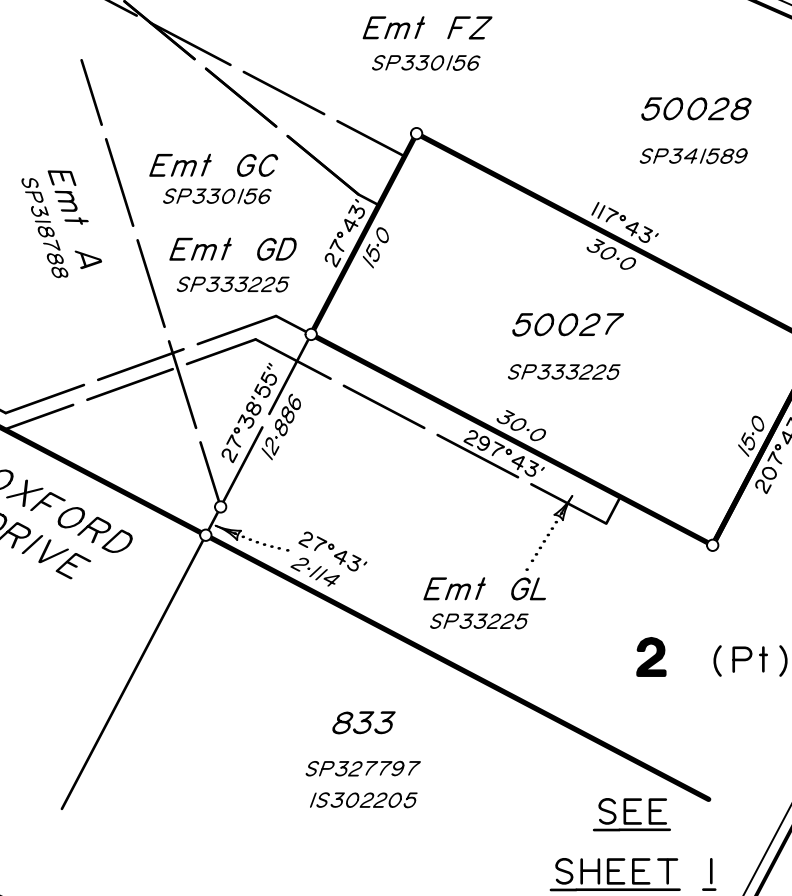 Emt FZ
SP330156
50028
SP341589
Emt GC
SP330156
Emt A
SP318788
Emt GD
SP333225
27°43'
15·0
117°43'
30·0
50027
SP333225
27°38'55"
12·886
30·0
297°43'
15·0
207°43
OXFORD
DRIVE
27°43'
2·114
Emt GL
SP33225
2 (Pt)
833
SP327797
IS302205
SEE
SHEET 1